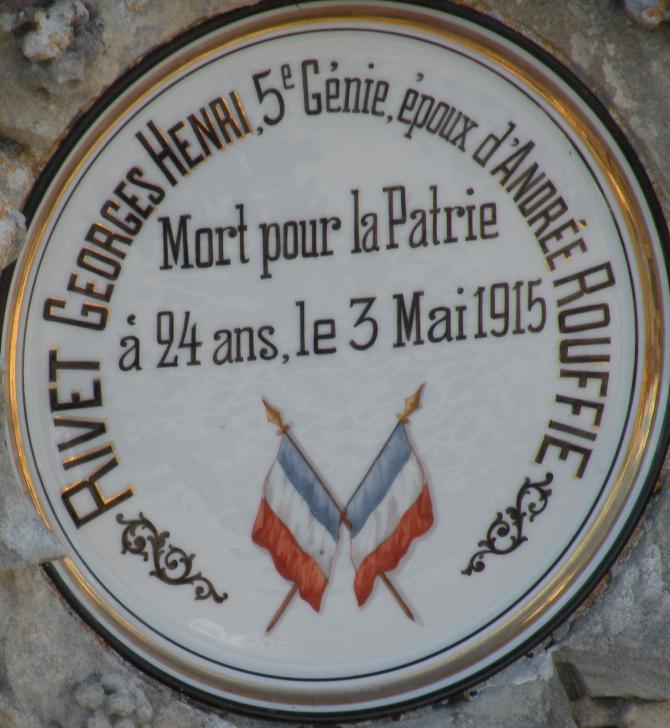 RIVET GEORGES HENRI, 5e Génie, époux d'ANDRÉE ROUFFIE
Mort pour la Patrie
à 24 ans, le 3 Mai 1915